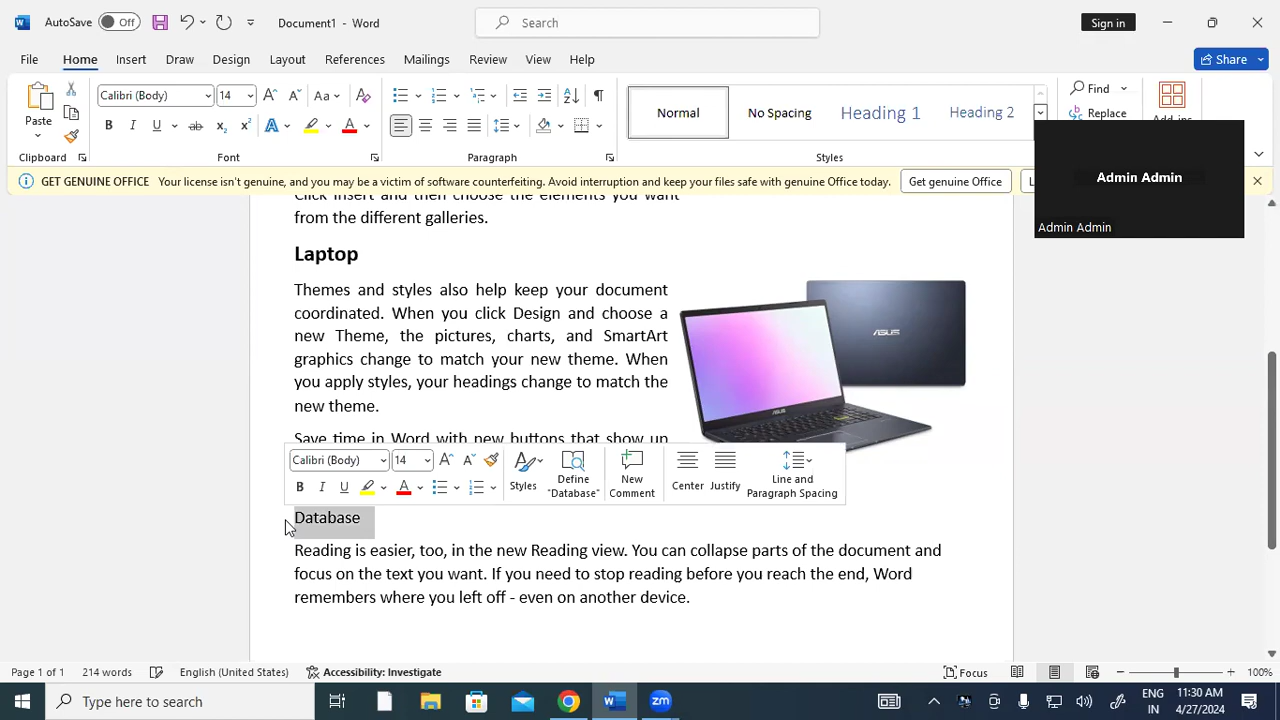 AutoSave Off Document1 - Word Search Sign in
File Home Insert Draw Design Layout References Mailings Review View Help Share
Paste Calibri (Body) 14 Aa Normal No Spacing Heading 1 Heading 2 Find
Replace
Clipboard Font Paragraph Styles
GET GENUINE OFFICE Your license isn't genuine, and you may be a victim of software counterfeiting. Avoid interruption and keep your files safe with genuine Office today. Get genuine Office
Admin Admin
Admin Admin
Click Insert and then choose the elements you want
from the different galleries.
Laptop
Themes and styles also help keep your document
coordinated. When you click Design and choose a
new Theme, the pictures, charts, and SmartArt
graphics change to match your new theme. When
you apply styles, your headings change to match the
new theme.
ASUS
Save time in Word with new buttons that show up
Calibri (Body) 14
Styles Define "Database" New Comment Center Justify Line and Paragraph Spacing
Database
Reading is easier, too, in the new Reading view. You can collapse parts of the document and
focus on the text you want. If you need to stop reading before you reach the end, Word
remembers where you left off - even on another device.
Page 1 of 1 214 words English (United States) Accessibility: Investigate Focus 100%
Type here to search zm ENG IN 11:30 AM 4/27/2024